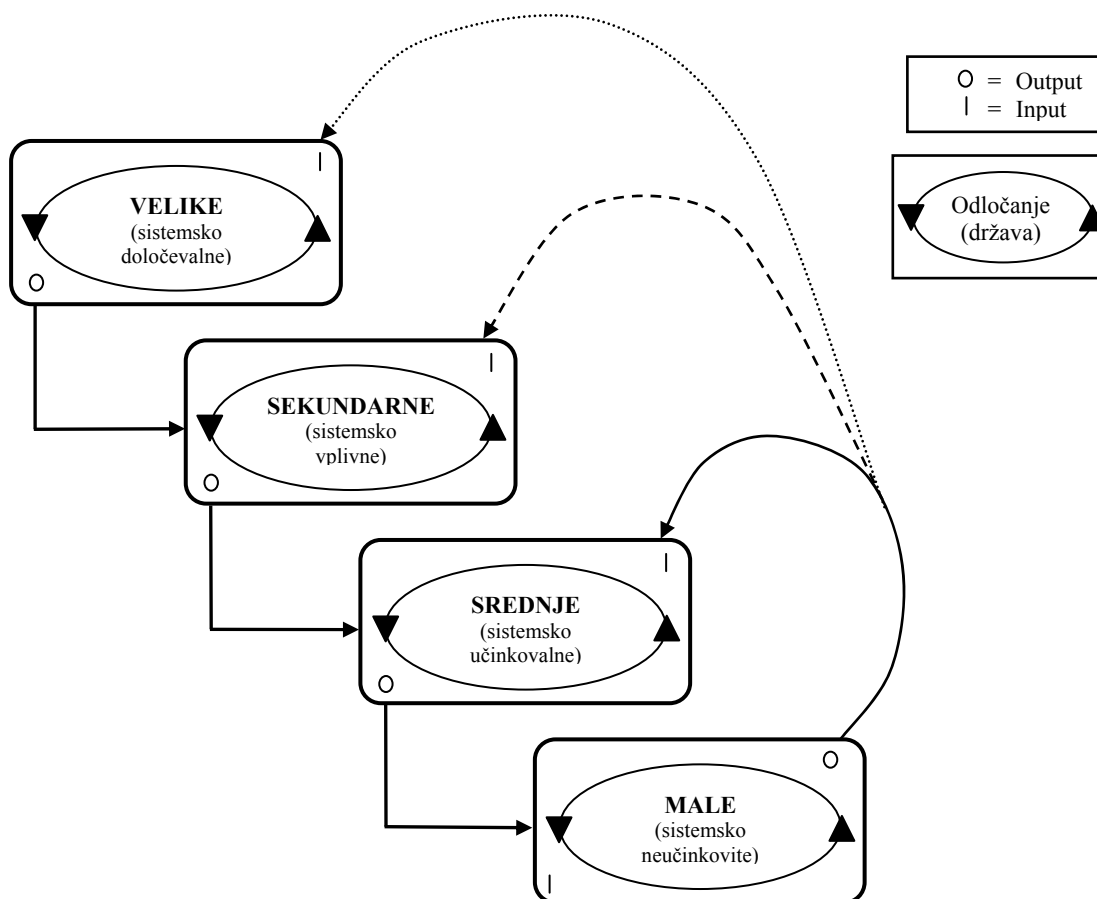 O = Output
I = Input
I
VELIKE
(sistemsko
določevalne)
O
Odločanje
(država)
I
SEKUNDARNE
(sistemsko
vplivne)
O
I
SREDNJE
(sistemsko
učinkovalne)
O
O
MALE
(sistemsko
neučinkovite)
I